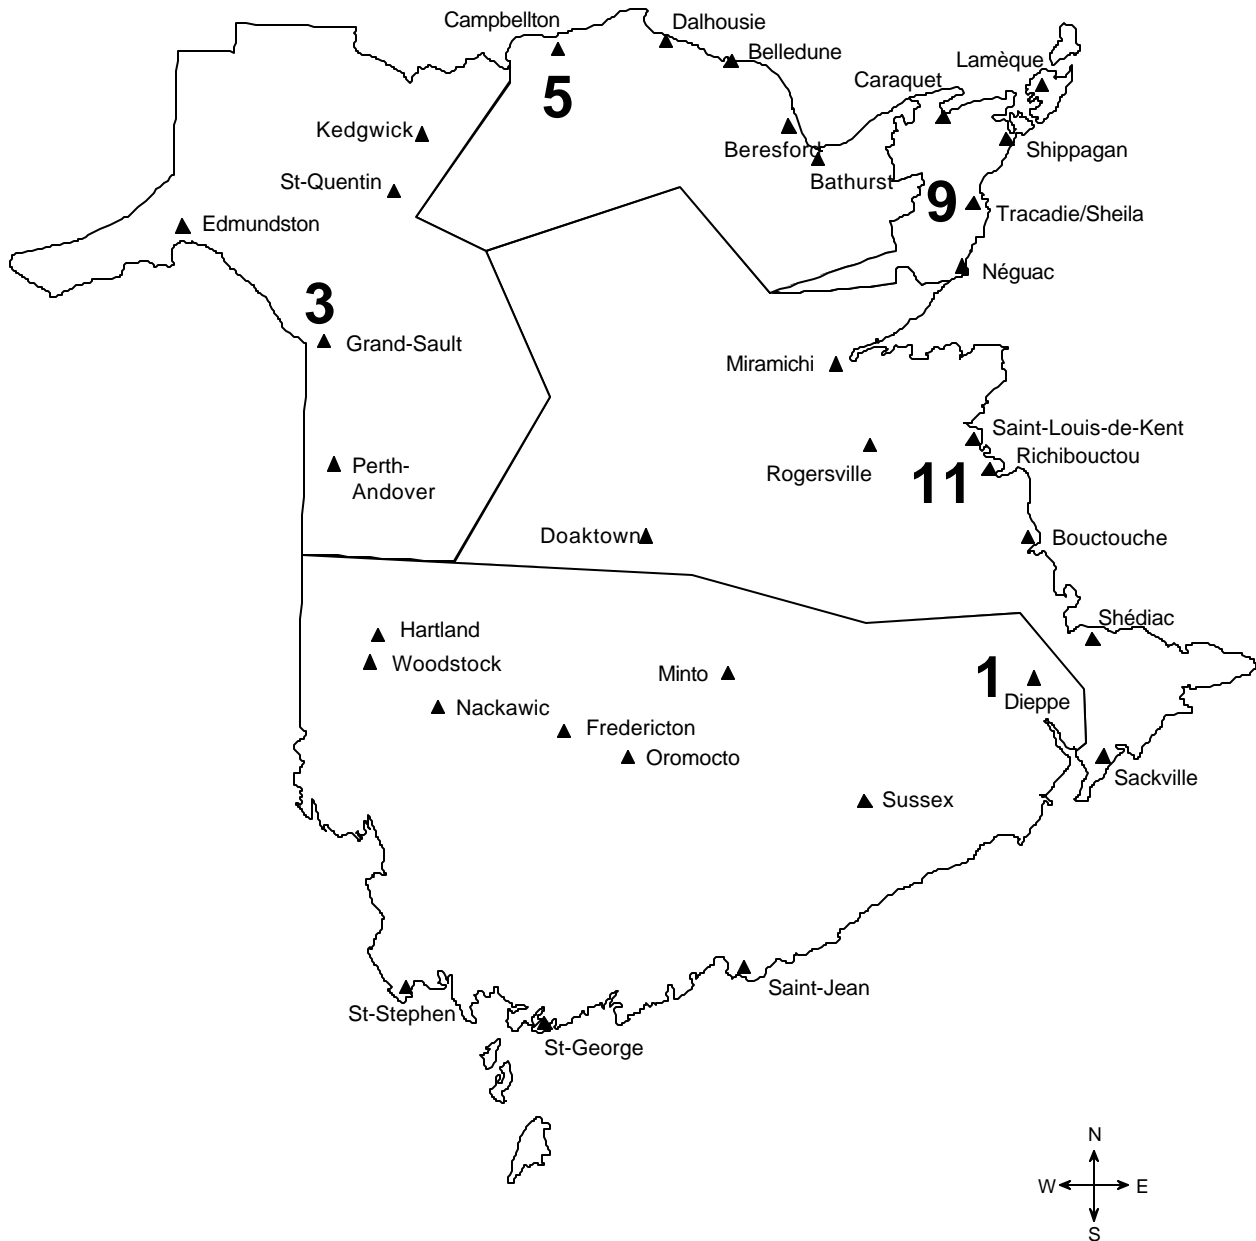 Campbellton
Dalhousie
Belledune
Lamèque
Caraquet
5
Kedgwick
Beresford
Shippagan
St-Quentin
Bathurst
9
Tracadie/Sheila
Edmundston
Néguac
3
Grand-Sault
Miramichi
Saint-Louis-de-Kent
Richibouctou
Perth-
Andover
Rogersville
11
Doaktown
Bouctouche
Shédiac
Hartland
Woodstock
Minto
1
Dieppe
Nackawic
Fredericton
Oromocto
Sackville
Sussex
Saint-Jean
St-Stephen
St-George
N
W E
S